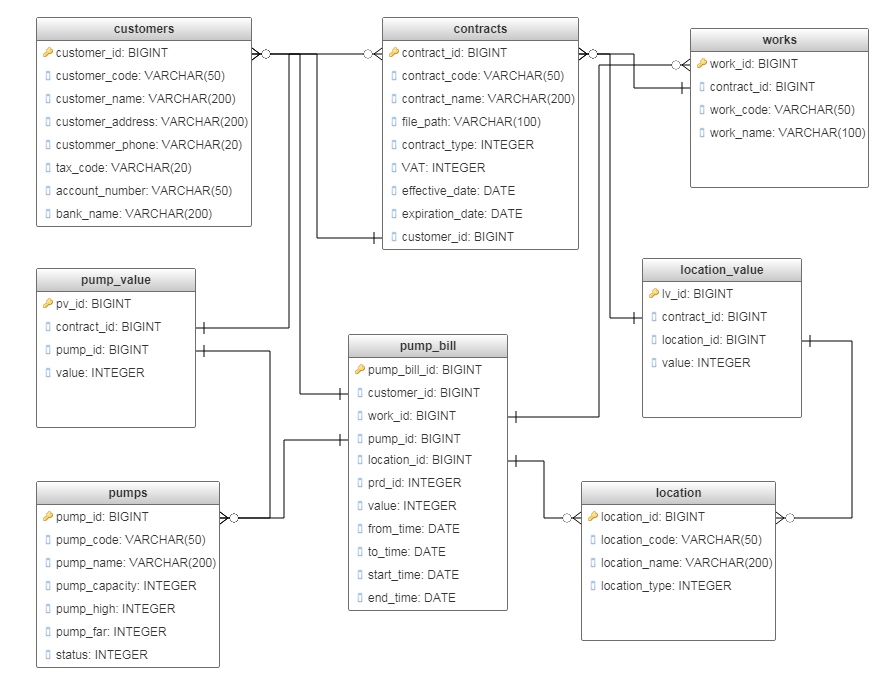 customers
customer_id: BIGINT
customer_code: VARCHAR(50)
customer_name: VARCHAR(200)
customer_address: VARCHAR(200)
custommer_phone: VARCHAR(20)
tax_code: VARCHAR(20)
account_number: VARCHAR(50)
bank_name: VARCHAR(200)
contracts
contract_id: BIGINT
contract_code: VARCHAR(50)
contract_name: VARCHAR(200)
file_path: VARCHAR(100)
contract_type: INTEGER
VAT: INTEGER
effective_date: DATE
expiration_date: DATE
customer_id: BIGINT
works
work_id: BIGINT
contract_id: BIGINT
work_code: VARCHAR(50)
work_name: VARCHAR(100)
pump_value
pv_id: BIGINT
contract_id: BIGINT
pump_id: BIGINT
value: INTEGER
location_value
lv_id: BIGINT
contract_id: BIGINT
location_id: BIGINT
value: INTEGER
pump_bill
pump_bill_id: BIGINT
customer_id: BIGINT
work_id: BIGINT
pump_id: BIGINT
location_id: BIGINT
prd_id: INTEGER
value: INTEGER
from_time: DATE
to_time: DATE
start_time: DATE
end_time: DATE
pumps
pump_id: BIGINT
pump_code: VARCHAR(50)
pump_name: VARCHAR(200)
pump_capacity: INTEGER
pump_high: INTEGER
pump_far: INTEGER
status: INTEGER
location
location_id: BIGINT
location_code: VARCHAR(50)
location_name: VARCHAR(200)
location_type: INTEGER